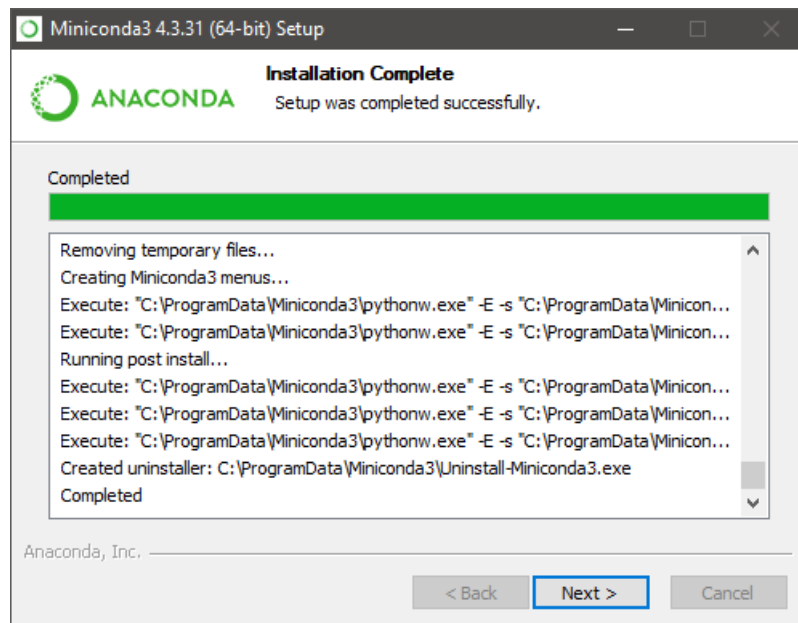 Miniconda3 4.3.31 (64-bit) Setup
ANACONDA
Installation Complete
Setup was completed successfully.
Completed
Removing temporary files...
Creating Miniconda3 menus...
Execute: "C:\ProgramData\Miniconda3\pythonw.exe" -E -s "C:\ProgramData\Minicon...
Execute: "C:\ProgramData\Miniconda3\pythonw.exe" -E -s "C:\ProgramData\Minicon...
Running post install...
Execute: "C:\ProgramData\Miniconda3\pythonw.exe" -E -s "C:\ProgramData\Minicon...
Execute: "C:\ProgramData\Miniconda3\pythonw.exe" -E -s "C:\ProgramData\Minicon...
Execute: "C:\ProgramData\Miniconda3\pythonw.exe" -E -s "C:\ProgramData\Minicon...
Created uninstaller: C:\ProgramData\Miniconda3\Uninstall-Miniconda3.exe
Completed
Anaconda, Inc.
< Back Next > Cancel